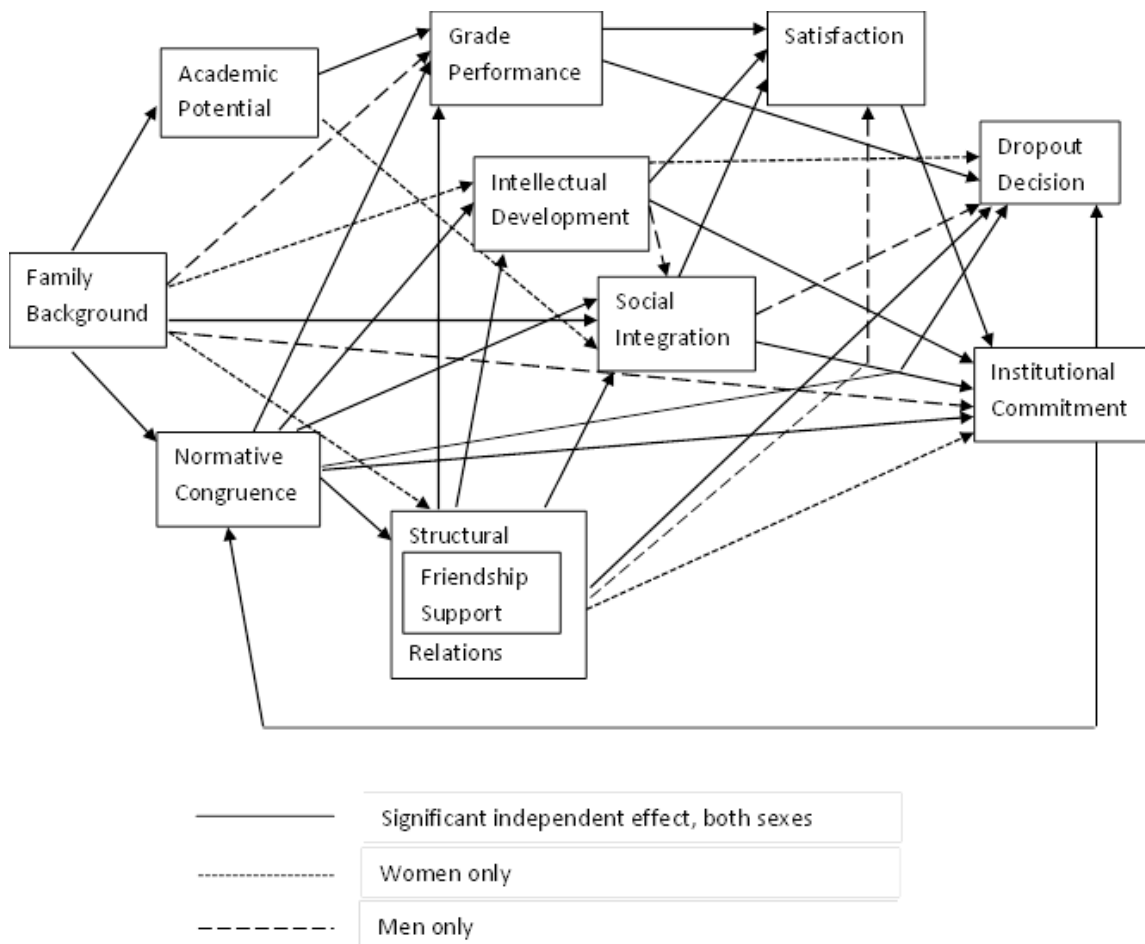 Grade
Performance
Satisfaction
Academic
Potential
Dropout
Decision
Intellectual
Development
Family
Background
Social
Integration
Institutional
Commitment
Normative
Congruence
Structural
Friendship
Support
Relations
Significant independent effect, both sexes
Women only
Men only